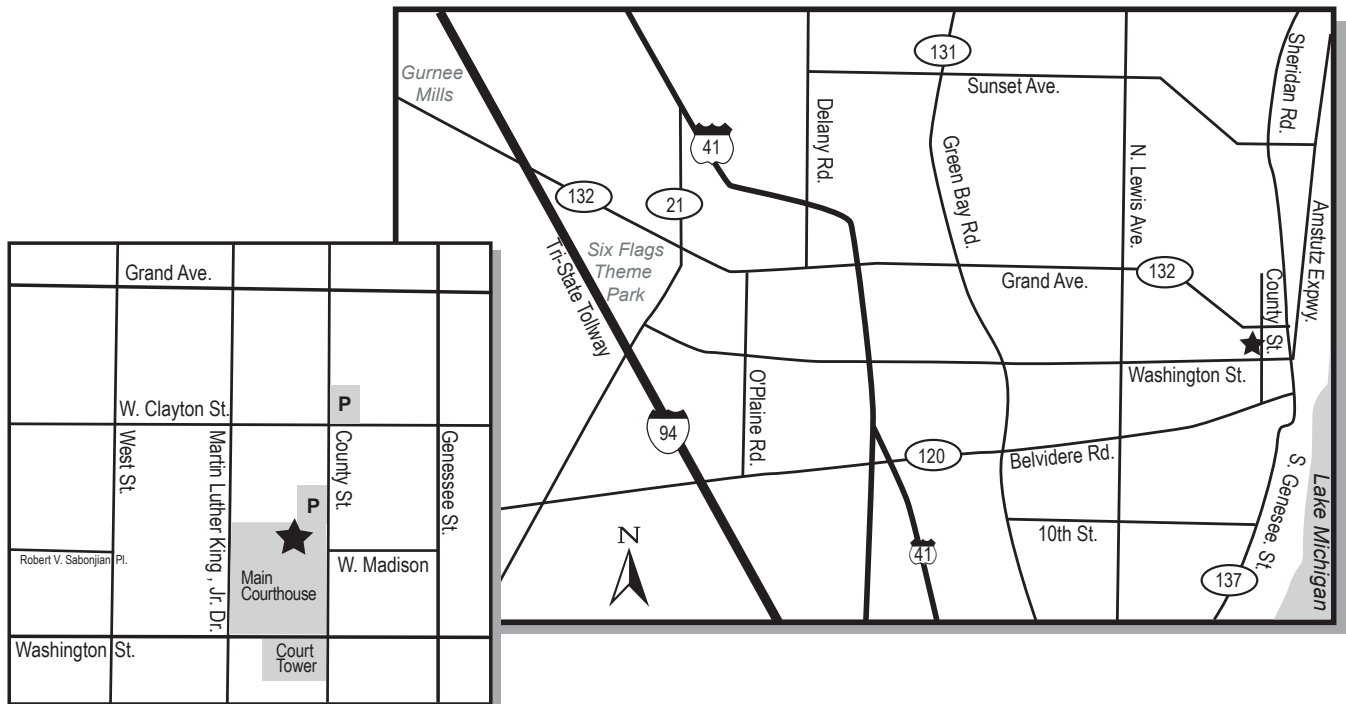 Gurnee
Mills
132
Tri-State Tollway
94
Six Flags
Theme
Park
21
41
Delany Rd.
131
Green Bay Rd.
Sunset Ave.
N. Lewis Ave.
Sheridan Rd.
Amstutz Expwy.
Grand Ave.
132
County St.
Washington St.
O'Plaine Rd.
120
Belvidere Rd.
10th St.
S. Genesee. St.
137
Lake Michigan
41
N
Grand Ave.
W. Clayton St.
P
West St.
Martin Luther King , Jr. Dr.
County St.
Genessee St.
P
Robert V. Sabonjian Pl.
Main
Courthouse
W. Madison
Washington St.
Court
Tower